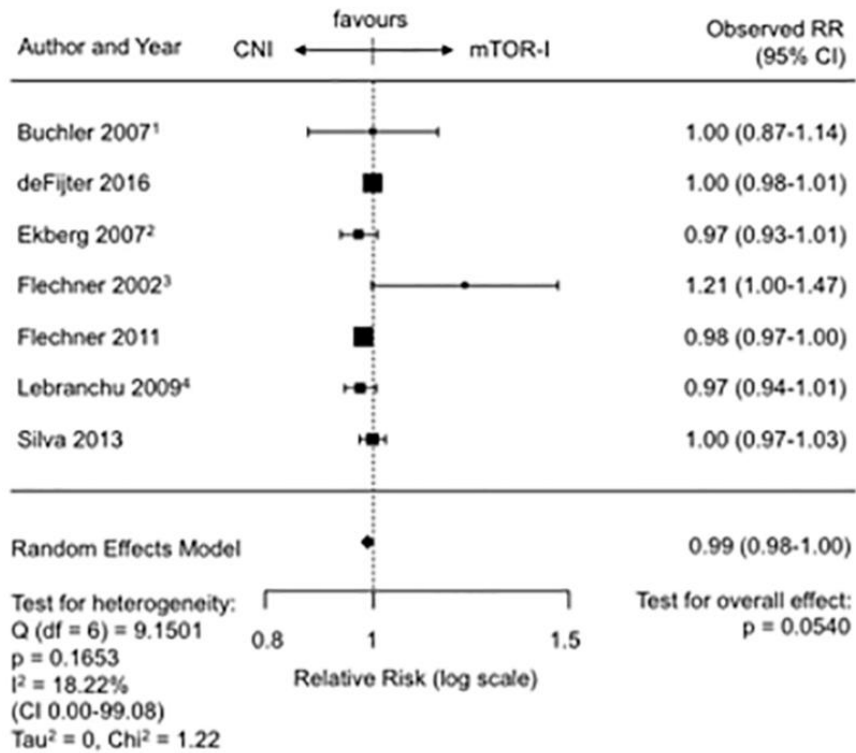 favours
Author and Year CNI mTOR-I Observed RR
(95% CI)
Buchler 2007¹ 1.00 (0.87-1.14)
deFijter 2016 1.00 (0.98-1.01)
Ekberg 2007² 0.97 (0.93-1.01)
Flechner 2002³ 1.21 (1.00-1.47)
Flechner 2011 0.98 (0.97-1.00)
Lebranchu 2009⁴ 0.97 (0.94-1.01)
Silva 2013 1.00 (0.97-1.03)
Random Effects Model 0.99 (0.98-1.00)
Test for heterogeneity: Test for overall effect:
Q (df = 6) = 9.1501 p = 0.0540
0.8 1 1.5
p = 0.1653
I² = 18.22% Relative Risk (log scale)
(CI 0.00-99.08)
Tau² = 0, Chi² = 1.22